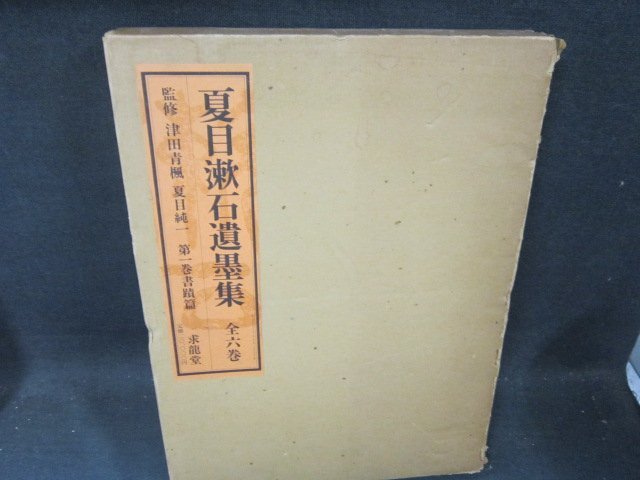 夏目漱石遺墨集 全六巻
監修 津田青楓 夏目純一 第一巻書蹟篇
求龍堂